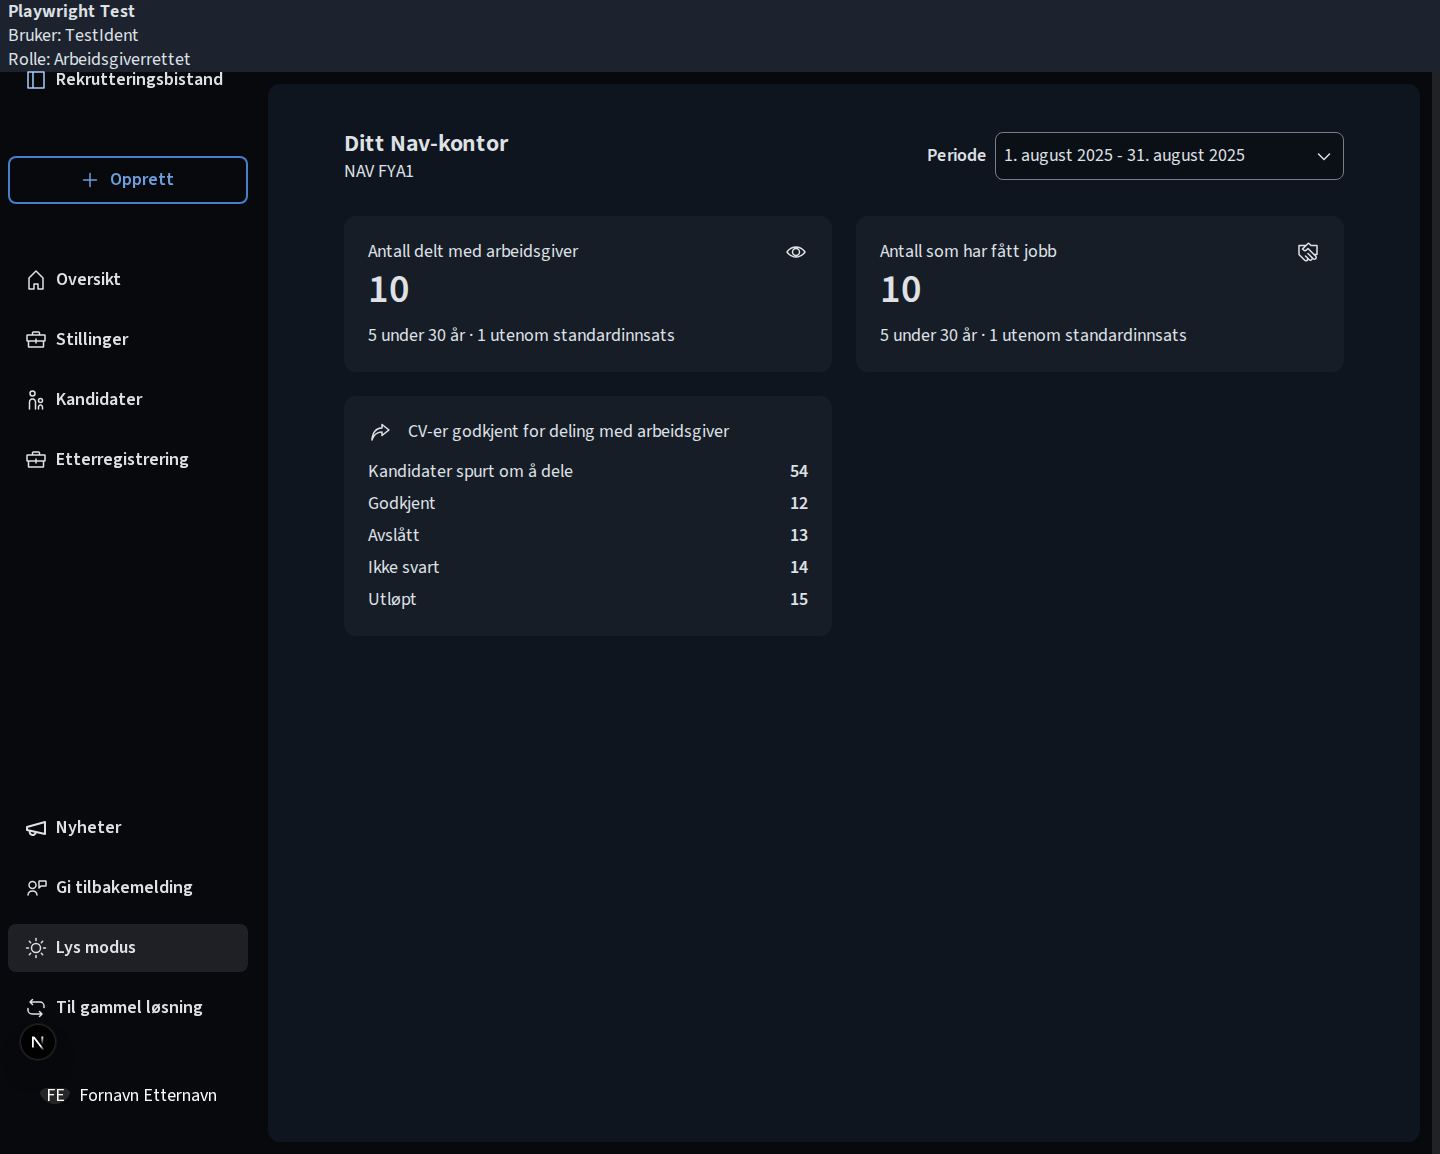 Playwright Test
Bruker: TestIdent
Rolle: Arbeidsgiverrettet
Rekrutteringsbistand
Opprett
Oversikt
Stillinger
Kandidater
Etterregistrering
Nyheter
Gi tilbakemelding
Lys modus
Til gammel løsning
N
FE Fornavn Etternavn
Ditt Nav-kontor
NAV FYA1
Periode 1. august 2025 - 31. august 2025
Antall delt med arbeidsgiver
10
5 under 30 år · 1 utenom standardinnsats
Antall som har fått jobb
10
5 under 30 år · 1 utenom standardinnsats
CV-er godkjent for deling med arbeidsgiver
Kandidater spurt om å dele 54
Godkjent 12
Avslått 13
Ikke svart 14
Utløpt 15